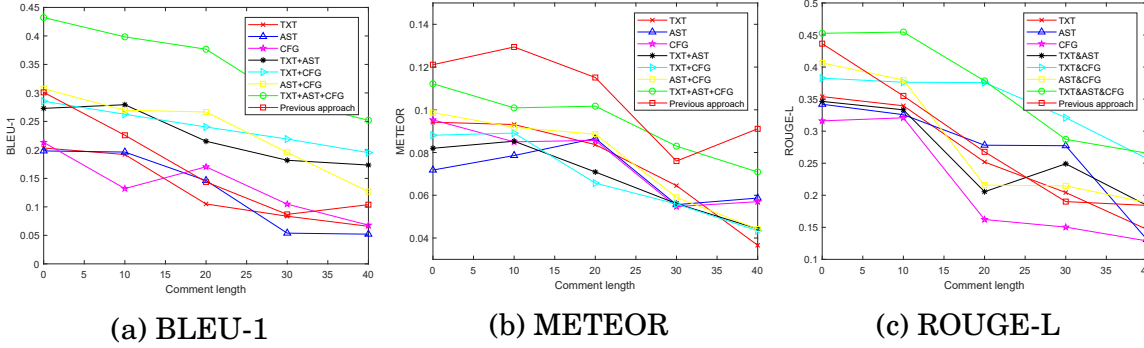 BLEU-1
0.45
0.4
0.35
0.3
0.25
0.2
0.15
0.1
0.05
0
0 5 10 15 20 25 30 35 40
Comment length
TXT
AST
CFG
TXT+AST
TXT+CFG
AST+CFG
TXT+AST+CFG
Previous approach
(a) BLEU-1
METEOR
0.14
0.12
0.1
0.08
0.06
0.04
0 5 10 15 20 25 30 35 40
Comment length
TXT
AST
CFG
TXT+AST
TXT+CFG
AST+CFG
TXT+AST+CFG
Previous approach
(b) METEOR
ROUGE-L
0.5
0.45
0.4
0.35
0.3
0.25
0.2
0.15
0.1
0 5 10 15 20 25 30 35 40
Comment length
TXT
AST
CFG
TXT&AST
TXT&CFG
AST&CFG
TXT&AST&CFG
Previous approach
(c) ROUGE-L